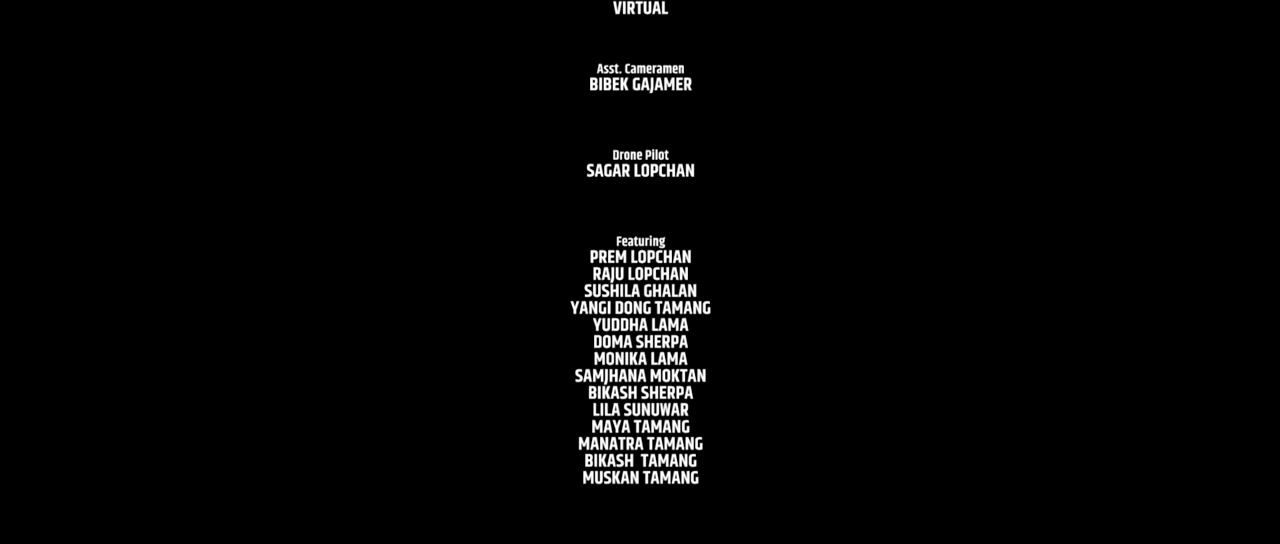 VIRTUAL
Asst. Cameramen
BIBEK GAJAMER
Drone Pilot
SAGAR LOPCHAN
Featuring
PREM LOPCHAN
RAJU LOPCHAN
SUSHILA GHALAN
YANGI DONG TAMANG
YUDDHA LAMA
DOMA SHERPA
MONIKA LAMA
SAMJHANA MOKTAN
BIKASH SHERPA
LILA SUNUWAR
MAYA TAMANG
MANATRA TAMANG
BIKASH TAMANG
MUSKAN TAMANG